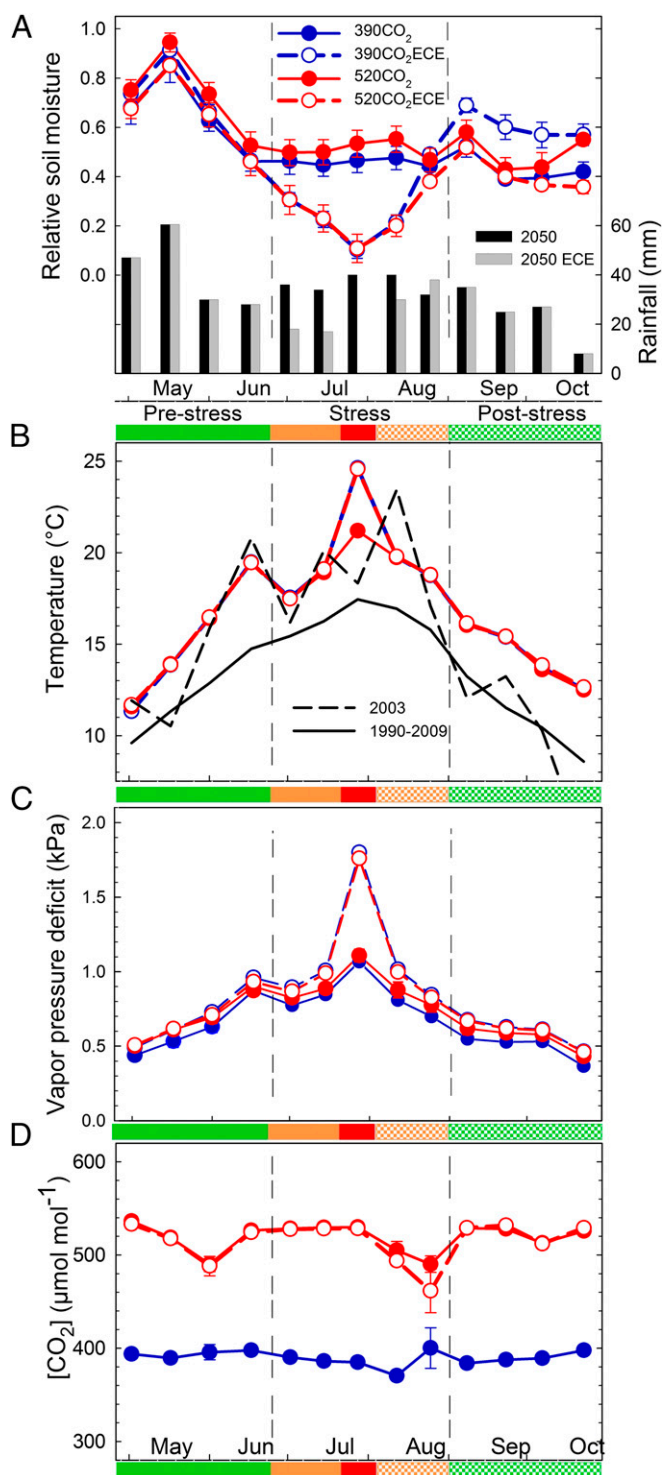 A
Relative soil moisture
1.0
0.8
0.6
0.4
0.2
0.0
390CO2
390CO2ECE
520CO2
520CO2ECE
2050
2050 ECE
60
40
20
0
Rainfall (mm)
May Jun Jul Aug Sep Oct
Pre-stress Stress Post-stress
B
Temperature (°C)
25
20
15
10
2003
1990-2009
C
Vapor pressure deficit (kPa)
2.0
1.5
1.0
0.5
0.0
D
[CO2] (µmol mol⁻¹)
600
500
400
300
May Jun Jul Aug Sep Oct